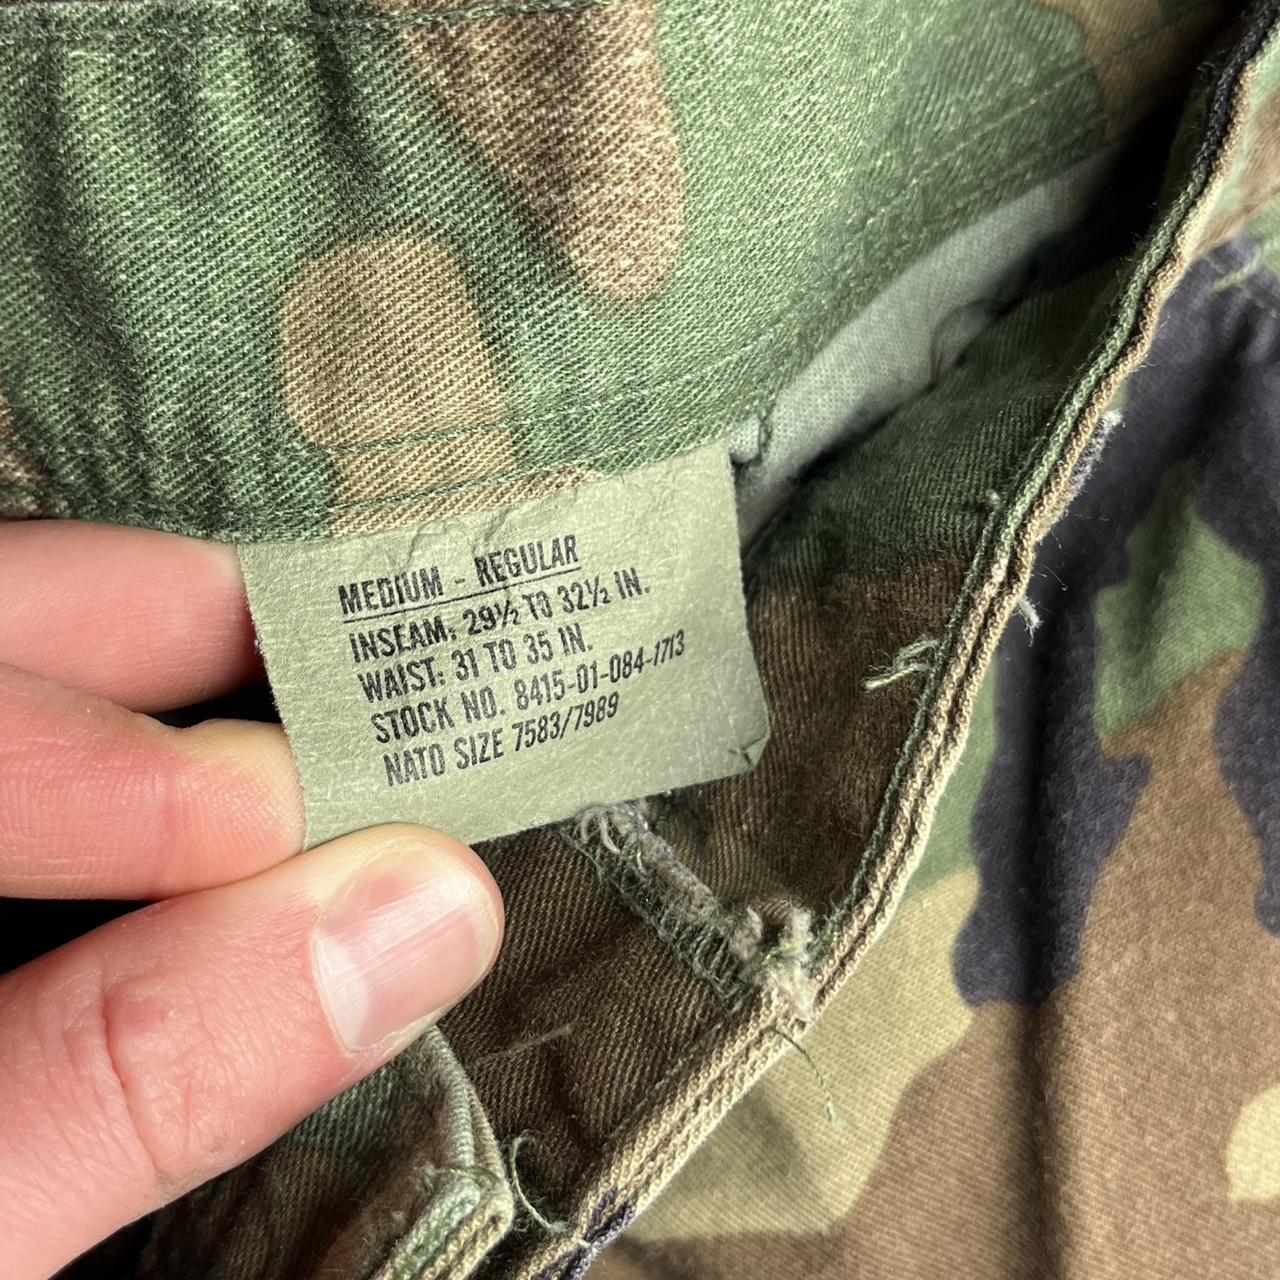 MEDIUM - REGULAR
INSEAM: 29½ TO 32½ IN.
WAIST: 31 TO 35 IN.
STOCK NO. 8415-01-084-1713
NATO SIZE 7583/7989